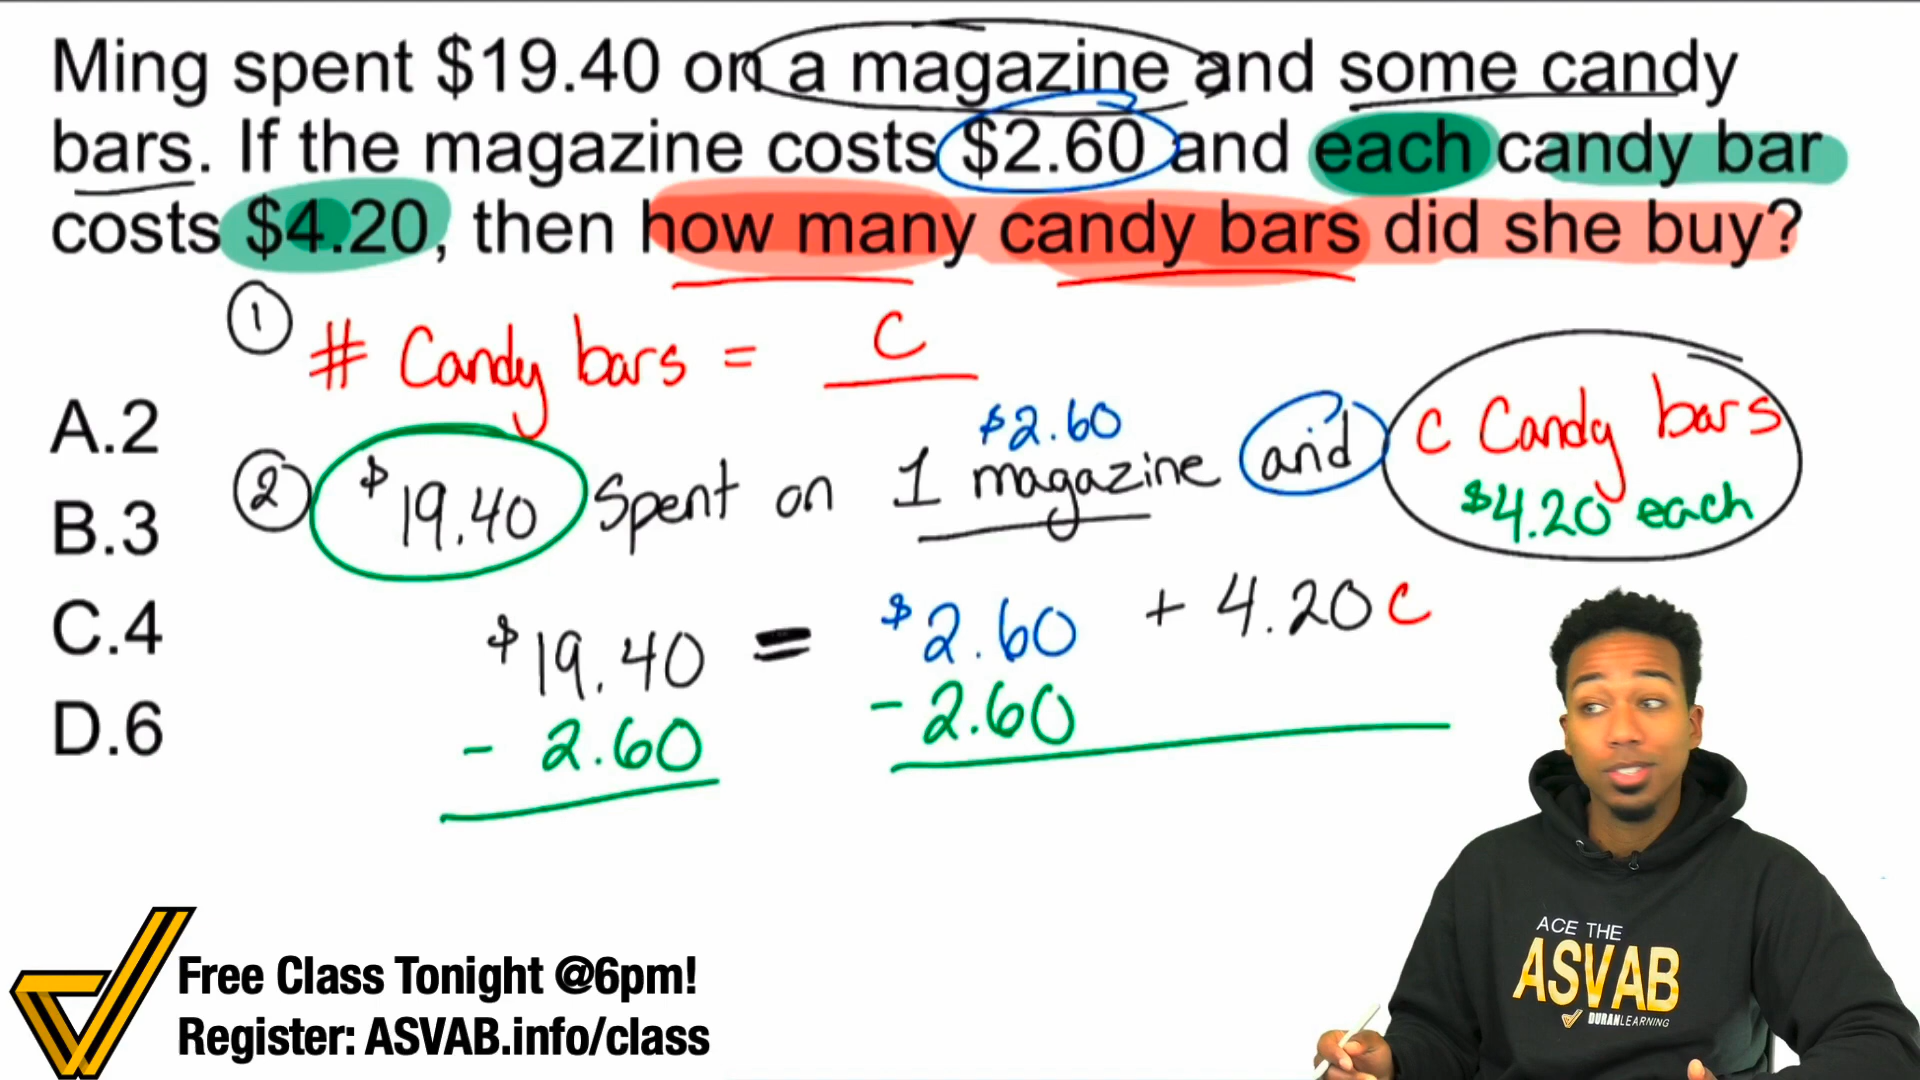 Ming spent $19.40 on a magazine and some candy
bars. If the magazine costs $2.60 and each candy bar
costs $4.20, then how many candy bars did she buy?
1 # Candy bars = C
A.2
B.3
C.4
D.6
$2.60
2 $19.40 Spent on 1 magazine and C Candy bars
$4.20 each
$19.40 = $2.60 + 4.20C
- 2.60 - 2.60
Free Class Tonight @6pm!
Register: ASVAB.info/class
ACE THE
ASVAB
DURANLEARNING